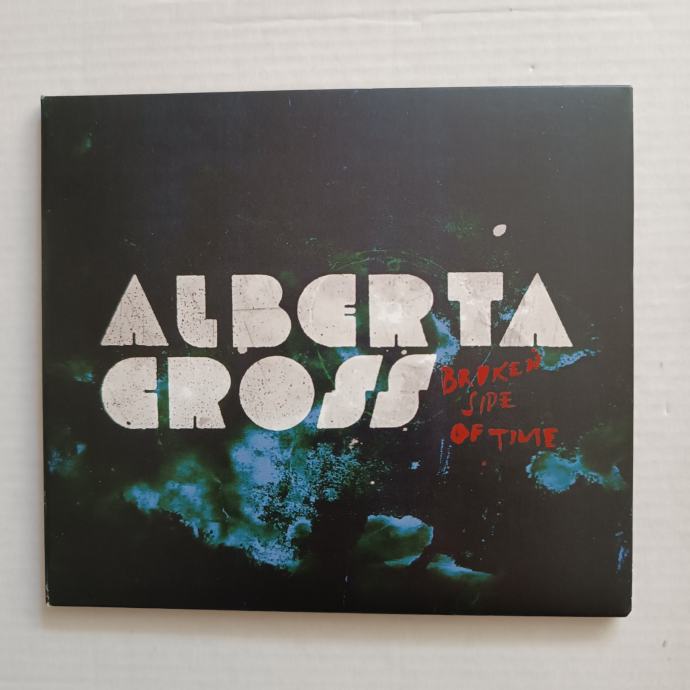 ALBERTA
CROSS
BROKEN
SIDE
OF TIME